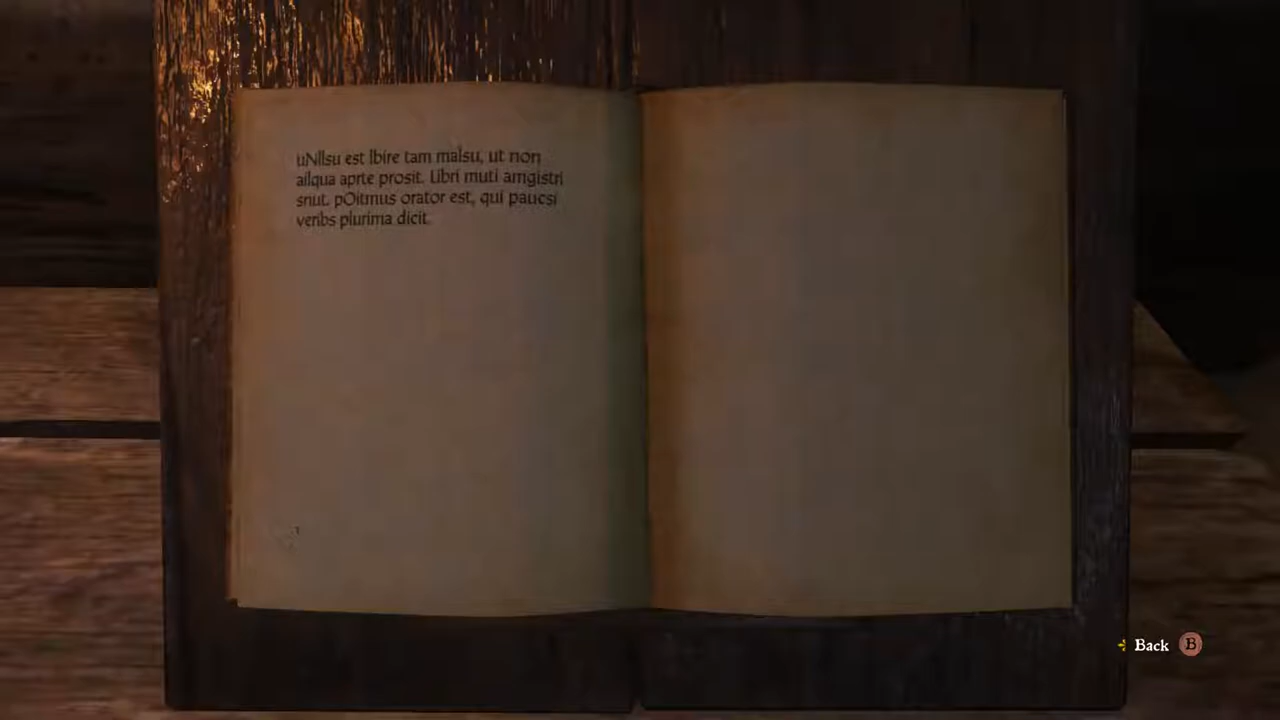 uNllsu est lbire tam malsu, ut non
ailqua aprte prosit. Libri muti amgistri
snut. pOitmus orator est, qui paucsi
veribs plurima dicit.
Back B